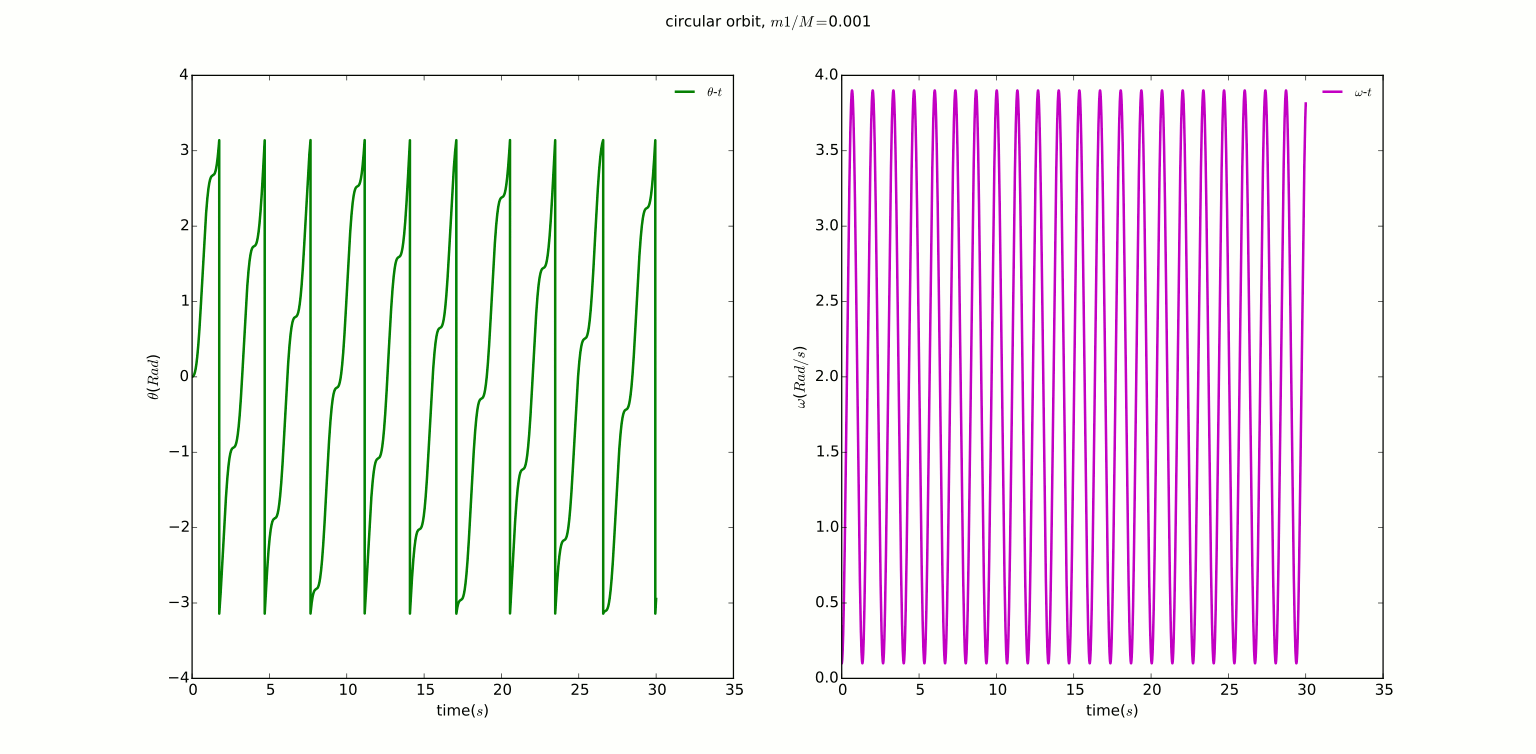 circular orbit, m1/M=0.001
θ-t
4
3
2
1
0
−1
−2
−3
−4
θ(Rad)
0 5 10 15 20 25 30 35
time(s)
ω-t
4.0
3.5
3.0
2.5
2.0
1.5
1.0
0.5
0.0
ω(Rad/s)
0 5 10 15 20 25 30 35
time(s)